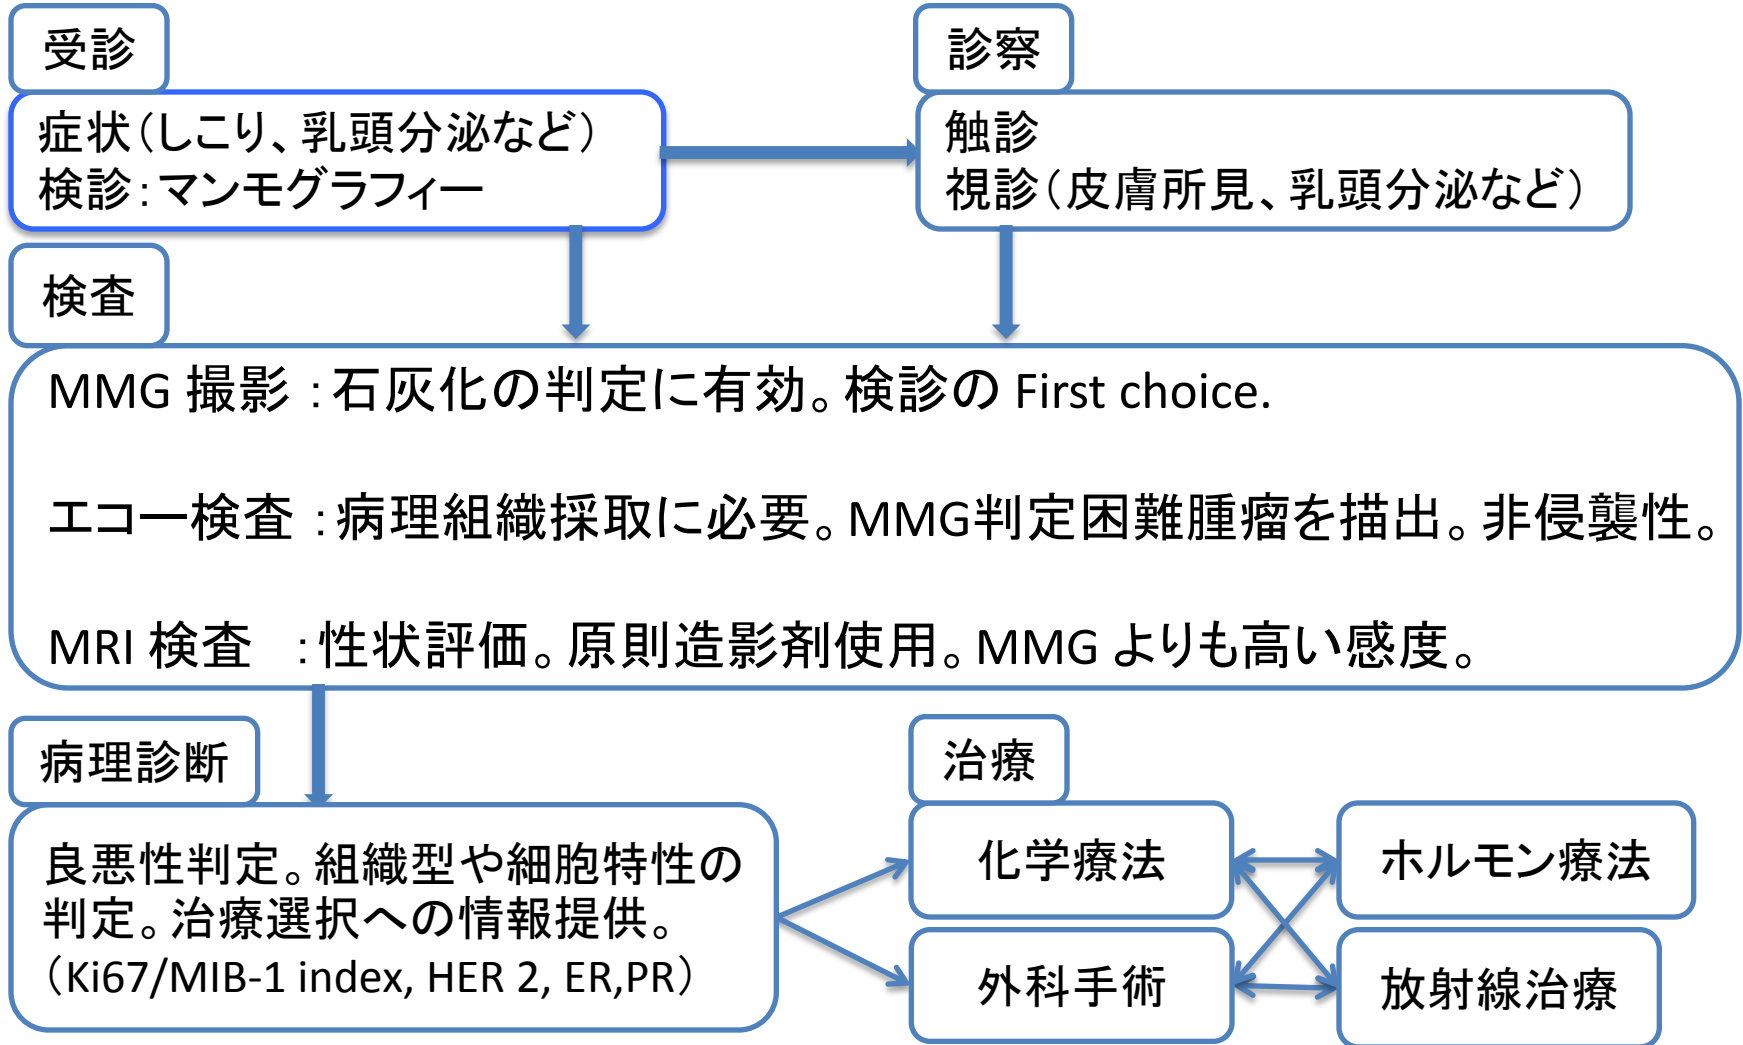 受診
症状（しこり、乳頭分泌など）
検診：マンモグラフィー
診察
触診
視診（皮膚所見、乳頭分泌など）
検査
MMG 撮影 ：石灰化の判定に有効。検診の First choice.
エコー検査 ：病理組織採取に必要。MMG判定困難腫瘤を描出。非侵襲性。
MRI 検査　：性状評価。原則造影剤使用。MMG よりも高い感度。
病理診断
良悪性判定。組織型や細胞特性の
判定。治療選択への情報提供。
（Ki67/MIB-1 index, HER 2, ER,PR）
治療
化学療法
ホルモン療法
外科手術
放射線治療